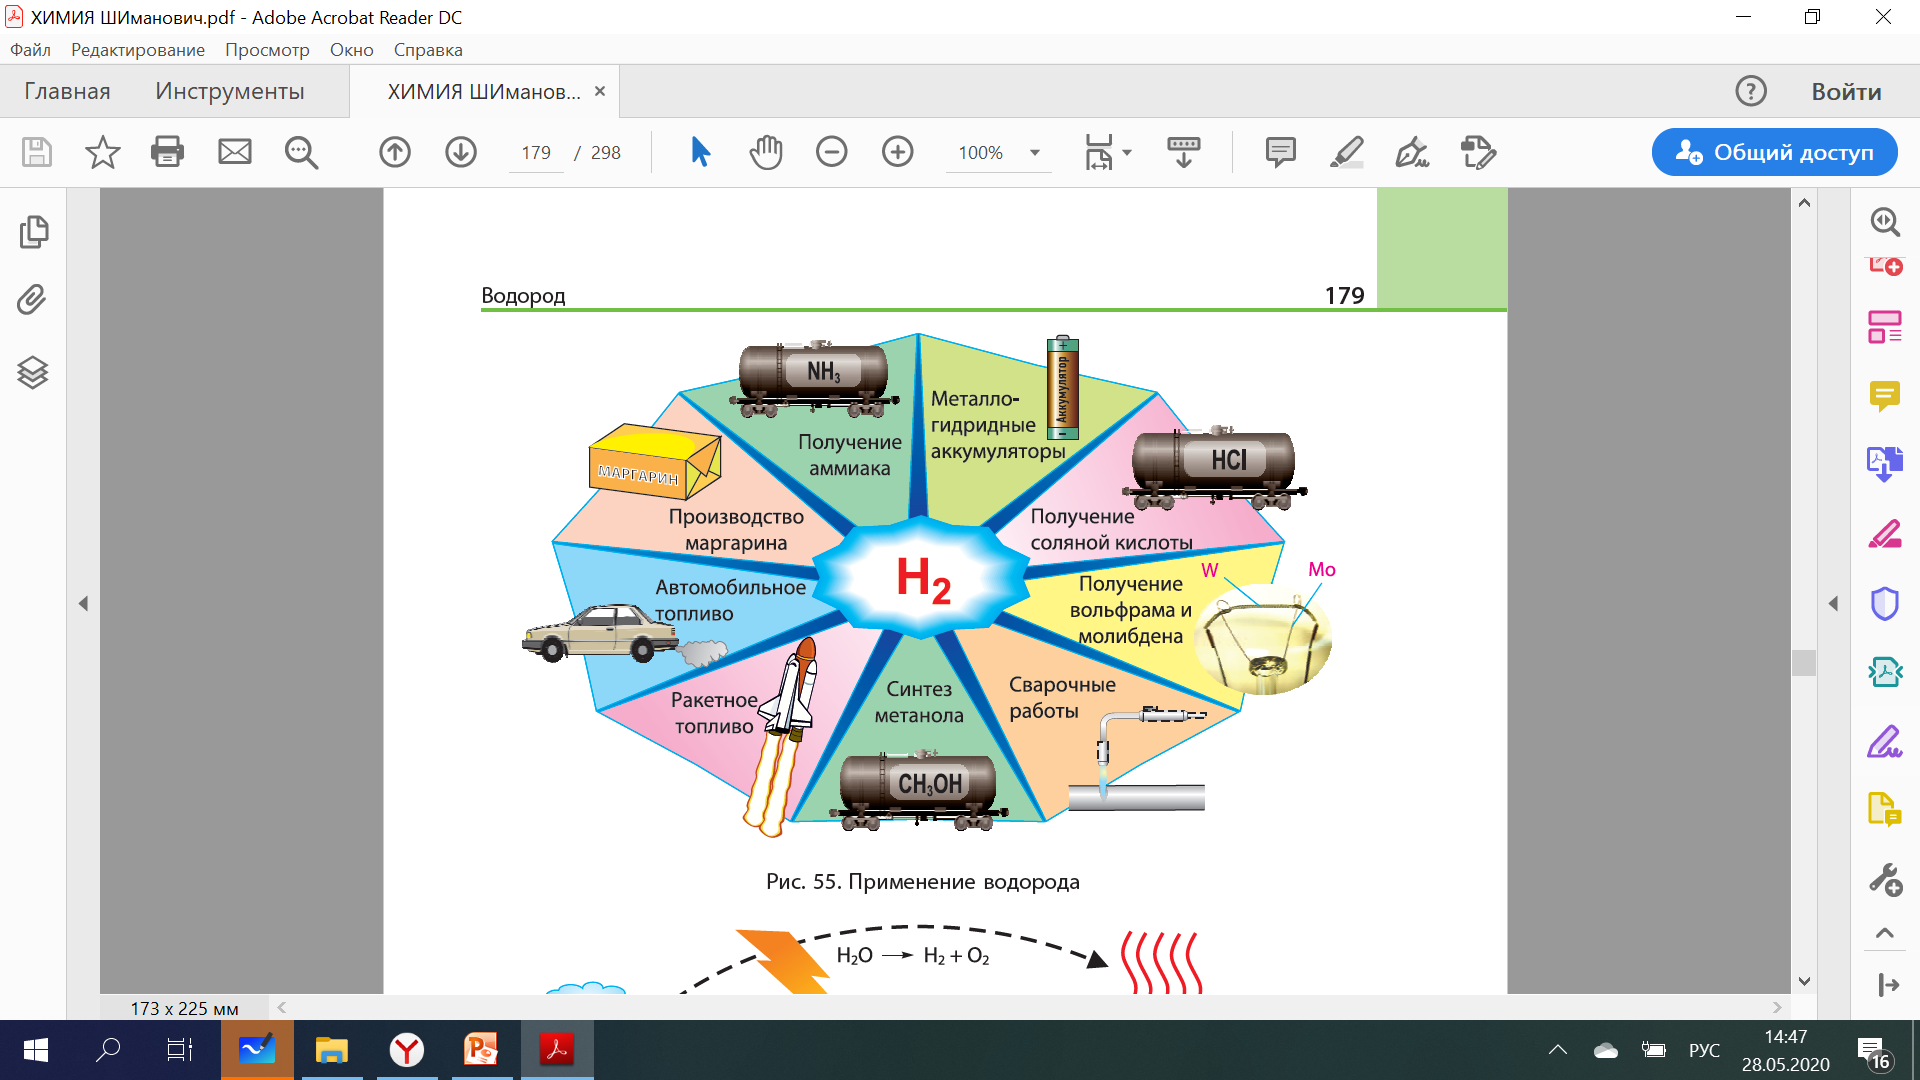 ХИМИЯ ШИманович.pdf - Adobe Acrobat Reader DC
Файл Редактирование Просмотр Окно Справка
Главная Инструменты ХИМИЯ ШИманов... × ? Войти
179 / 298 100% Общий доступ
Водород 179
NH₃
Получение
аммиака
Металло-
гидридные
аккумуляторы
+ Аккумулятор -
HCl
Получение
соляной кислоты
МАРГАРИН
Производство
маргарина
H₂
Получение
вольфрама и
молибдена
W Mo
Автомобильное
топливо
Ракетное
топливо
Синтез
метанола
CH₃OH
Сварочные
работы
Рис. 55. Применение водорода
H₂O → H₂ + O₂
173 x 225 мм
РУС
14:47
28.05.2020
16